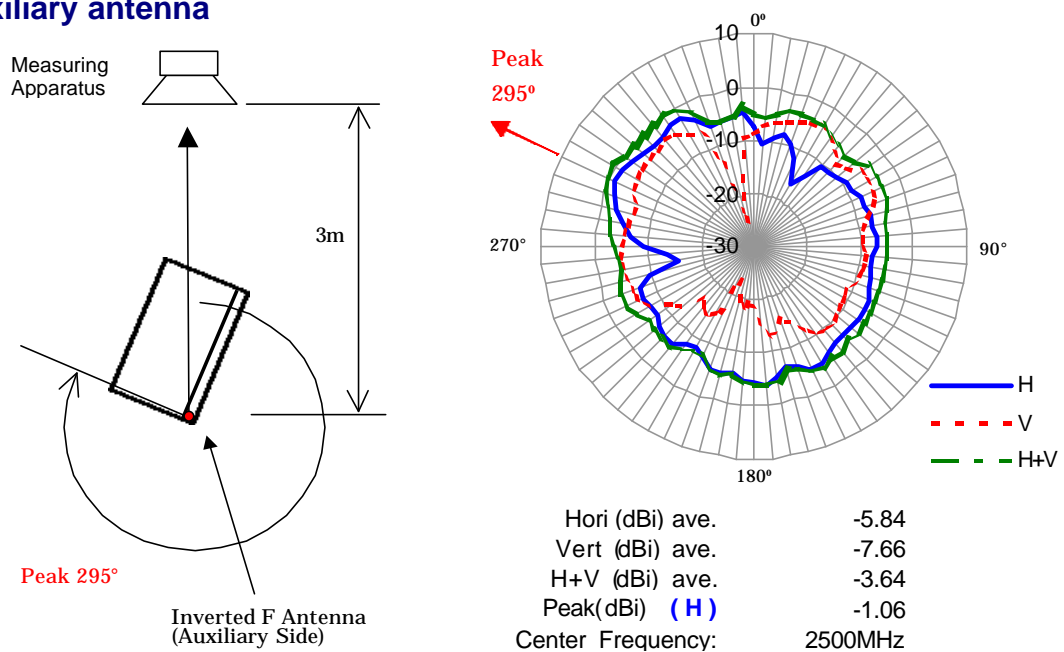 xiliary antenna
Measuring
Apparatus
3m
Peak 295°
Inverted F Antenna
(Auxiliary Side)
Peak
295º
0º
10
0
-10
-20
-30
270°
90°
180º
H
V
H+V
Hori (dBi) ave. -5.84
Vert (dBi) ave. -7.66
H+V (dBi) ave. -3.64
Peak(dBi) (H) -1.06
Center Frequency: 2500MHz